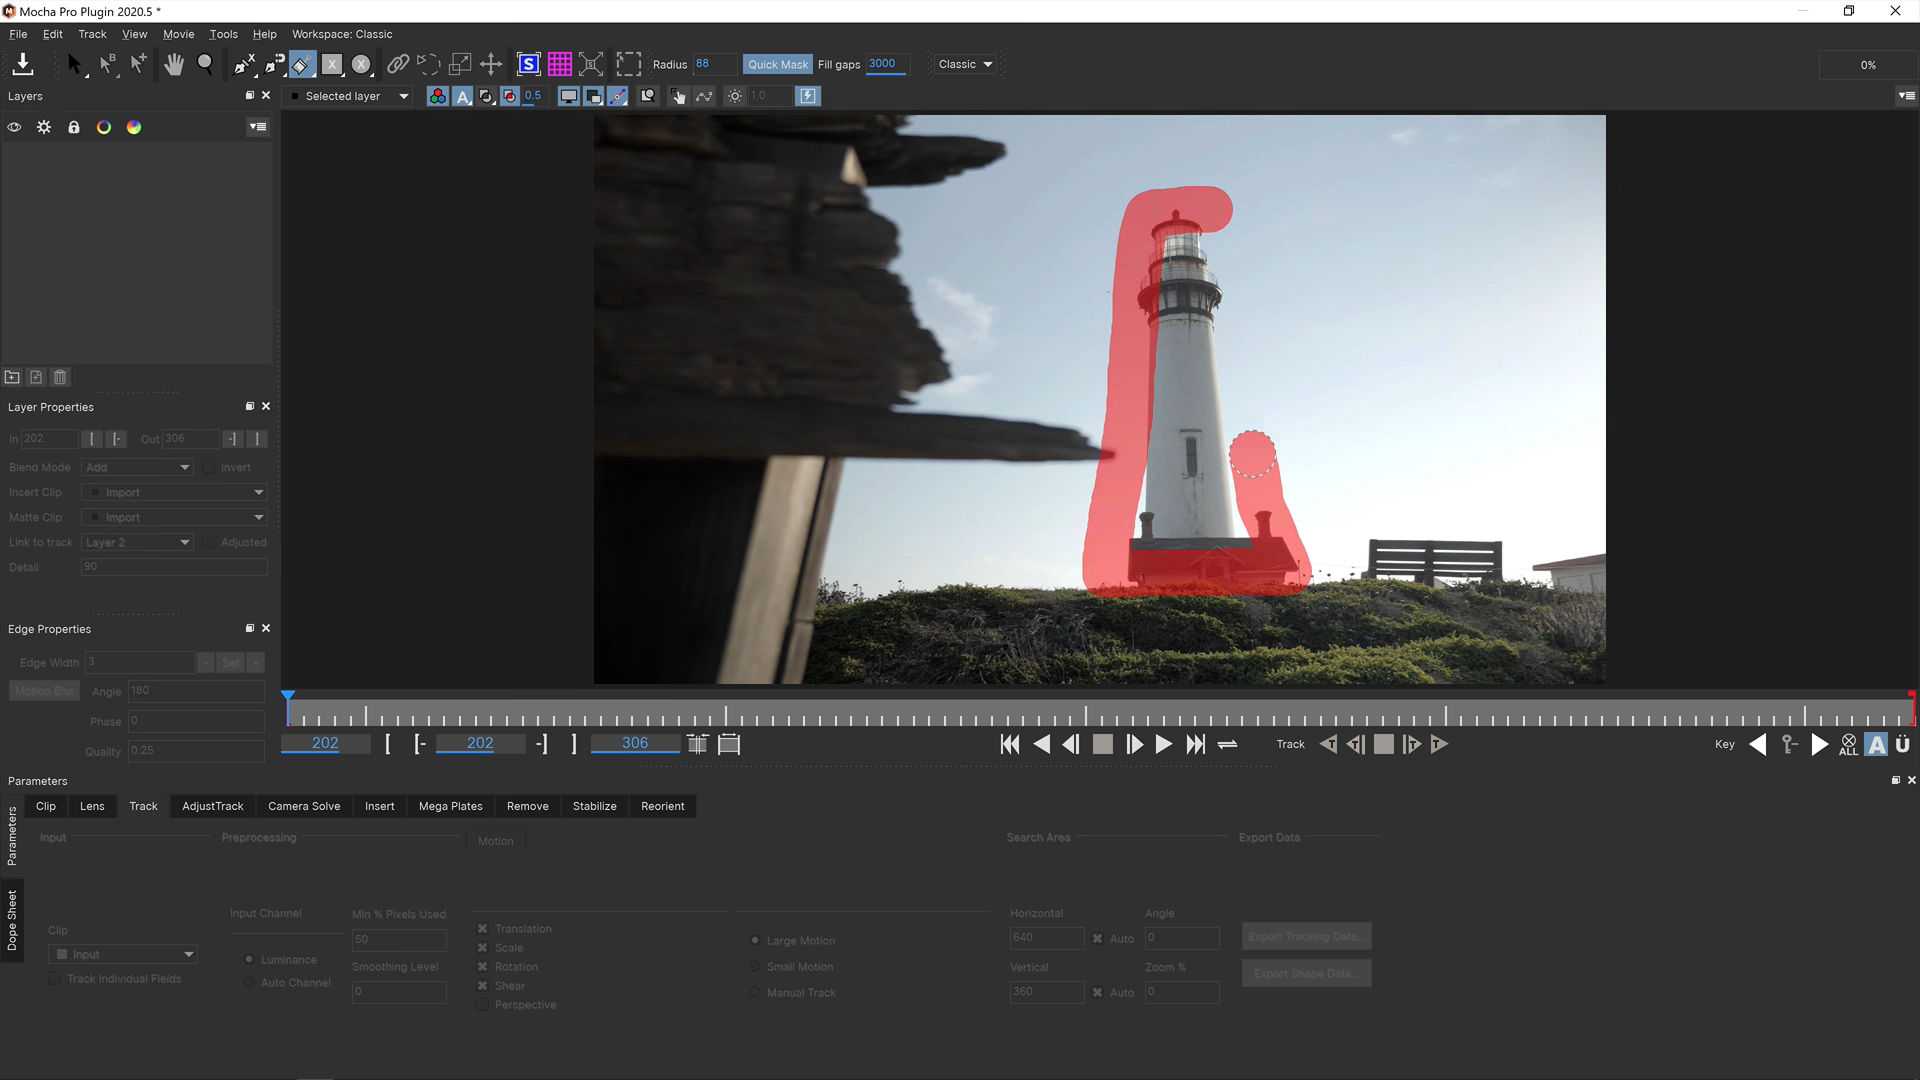 Mocha Pro Plugin 2020.5 *
File Edit Track View Movie Tools Help Workspace: Classic
Radius 88 Quick Mask Fill gaps 3000 Classic 0%
Layers
Selected layer A 0.5 1.0
Layer Properties
In 202 [ [- Out 306 -] ]
Blend Mode Add Invert
Insert Clip Import
Matte Clip Import
Link to track Layer 2 Adjusted
Detail 90
Edge Properties
Edge Width 3 - Set +
Motion Blur Angle 180
Phase 0
Quality 0.25
202 [ [- 202 -] ] 306 Track Key ALL A Ü
Parameters
Clip Lens Track AdjustTrack Camera Solve Insert Mega Plates Remove Stabilize Reorient
Parameters
Dope Sheet
Input Preprocessing Motion Search Area Export Data
Input Channel Min % Pixels Used Horizontal Angle
Clip 50 Translation Large Motion 640 Auto 0 Export Tracking Data...
Input Luminance Scale
Smoothing Level Rotation Small Motion Vertical Zoom % Export Shape Data...
Track Individual Fields Auto Channel 0 Shear Manual Track 360 Auto 0
Perspective